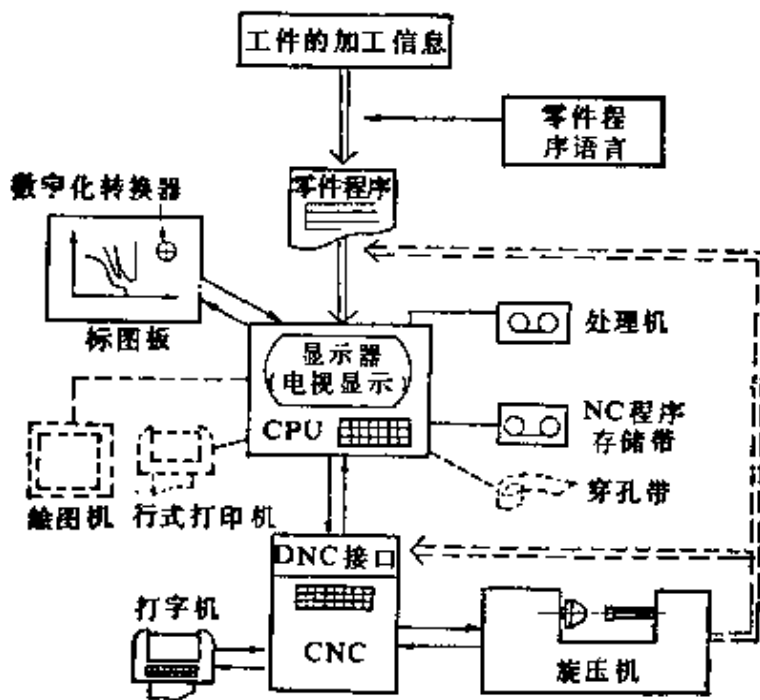 工件的加工信息
零件程
序语言
零件程序
数字化转换器
标图板
显示器
(电视显示)
CPU
处理机
NC程序
存储带
穿孔带
绘图机
行式打印机
DNC接口
CNC
打字机
旋压机